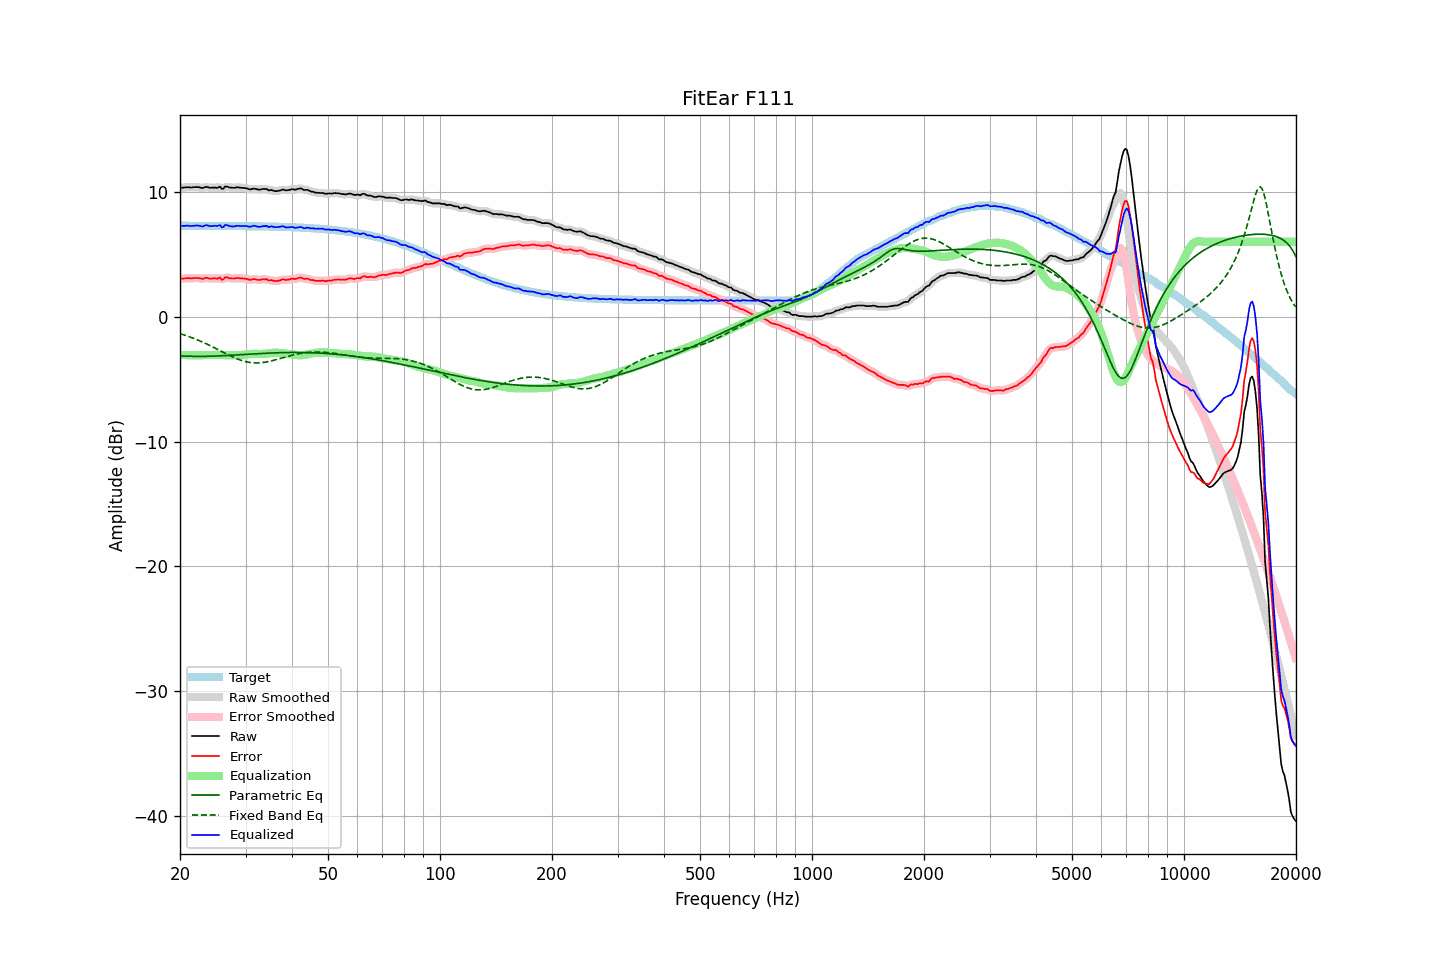 FitEar F111
Amplitude (dBr)
10
0
−10
−20
−30
−40
Target
Raw Smoothed
Error Smoothed
Raw
Error
Equalization
Parametric Eq
Fixed Band Eq
Equalized
20 50 100 200 500 1000 2000 5000 10000 20000
Frequency (Hz)